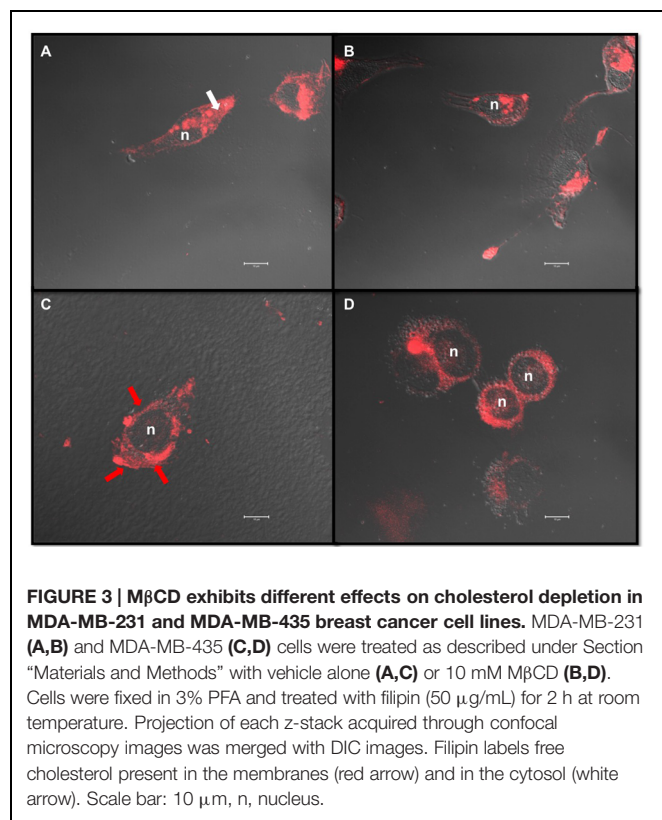 A
B
n
n
C
D
n
n
n
n
FIGURE 3 | MβCD exhibits different effects on cholesterol depletion in
MDA-MB-231 and MDA-MB-435 breast cancer cell lines. MDA-MB-231
(A,B) and MDA-MB-435 (C,D) cells were treated as described under Section
“Materials and Methods” with vehicle alone (A,C) or 10 mM MβCD (B,D).
Cells were fixed in 3% PFA and treated with filipin (50 μg/mL) for 2 h at room
temperature. Projection of each z-stack acquired through confocal
microscopy images was merged with DIC images. Filipin labels free
cholesterol present in the membranes (red arrow) and in the cytosol (white
arrow). Scale bar: 10 μm, n, nucleus.